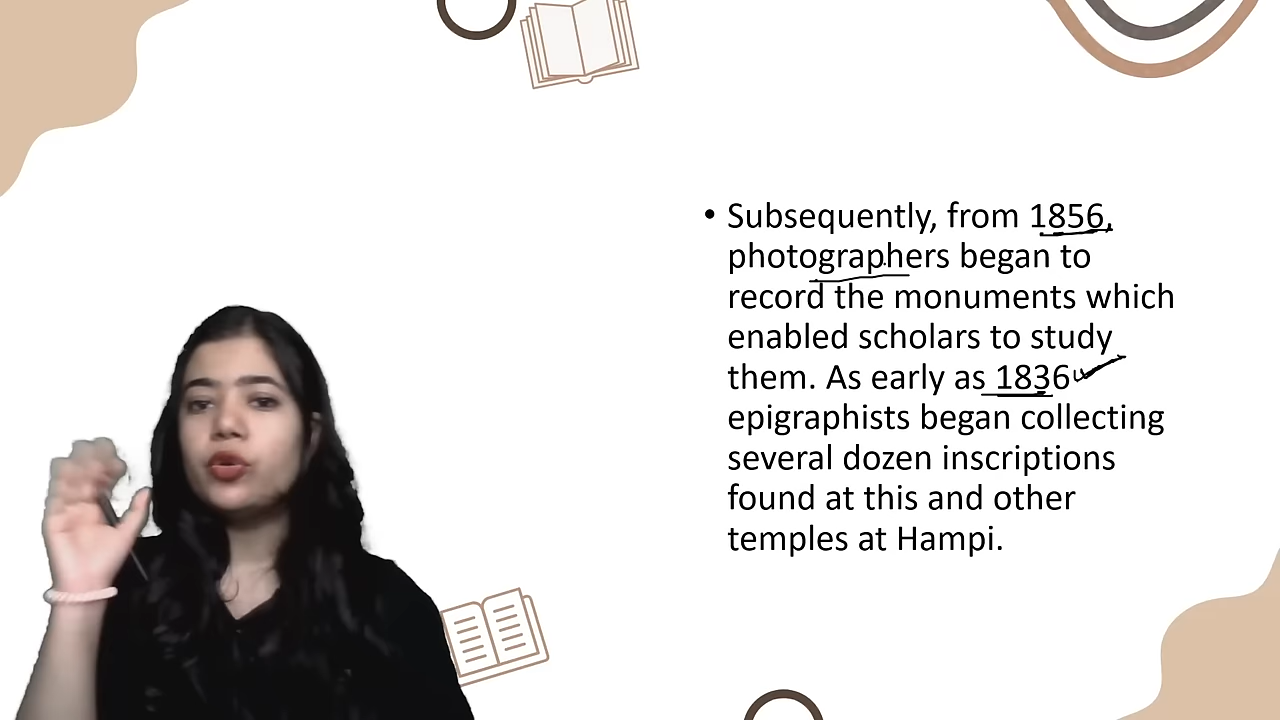 • Subsequently, from 1856,
photographers began to
record the monuments which
enabled scholars to study
them. As early as 1836
epigraphists began collecting
several dozen inscriptions
found at this and other
temples at Hampi.